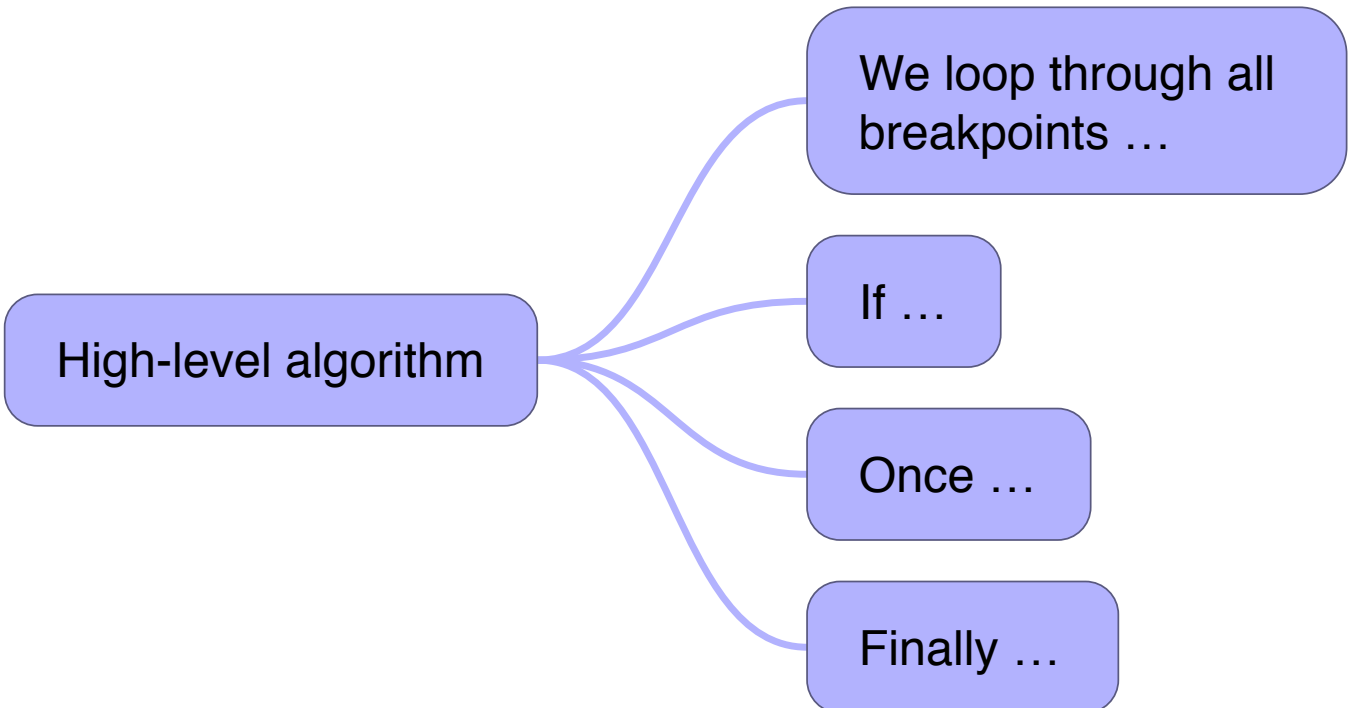 High-level algorithm
We loop through all
breakpoints …
If …
Once …
Finally …